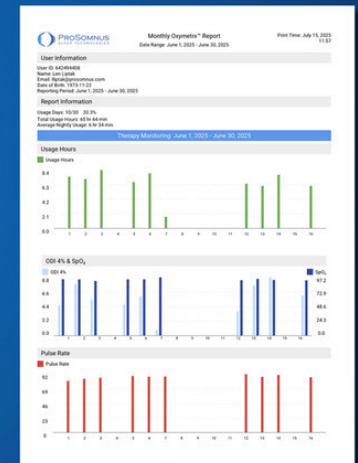 PROSOMNUS
SLEEP TECHNOLOGIES
Monthly Oxymetrx™ Report
Date Range: June 1, 2025 - June 30, 2025
Print Time: July 15, 2025
11:57
User Information
User ID: 642494408
Name: Len Liptak
Email: lliptak@prosomnus.com
Date of Birth: 1973-11-22
Reporting Period: June 1, 2025 - June 30, 2025
Report Information
Usage Days: 10/30 33.3%
Total Usage Hours: 65 hr 44 min
Average Nightly Usage: 6 hr 34 min
Therapy Monitoring: June 1, 2025 - June 30, 2025
Usage Hours
Usage Hours
8.4
6.3
4.2
2.1
0.0
1 2 3 4 5 6 7 8 9 10 11 12 13 14 15 16
ODI 4% & SpO₂
ODI 4% SpO₂
8.8 97.2
6.6 72.9
4.4 48.6
2.2 24.3
0.0 0.0
1 2 3 4 5 6 7 8 9 10 11 12 13 14 15 16
Pulse Rate
Pulse Rate
92
69
46
23
0
1 2 3 4 5 6 7 8 9 10 11 12 13 14 15 16